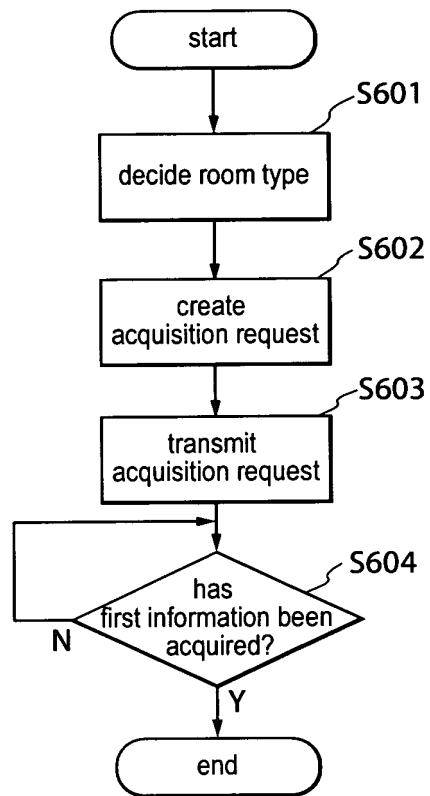 start
S601
decide room type
S602
create
acquisition request
S603
transmit
acquisition request
S604
has
first information been
acquired?
N
Y
end